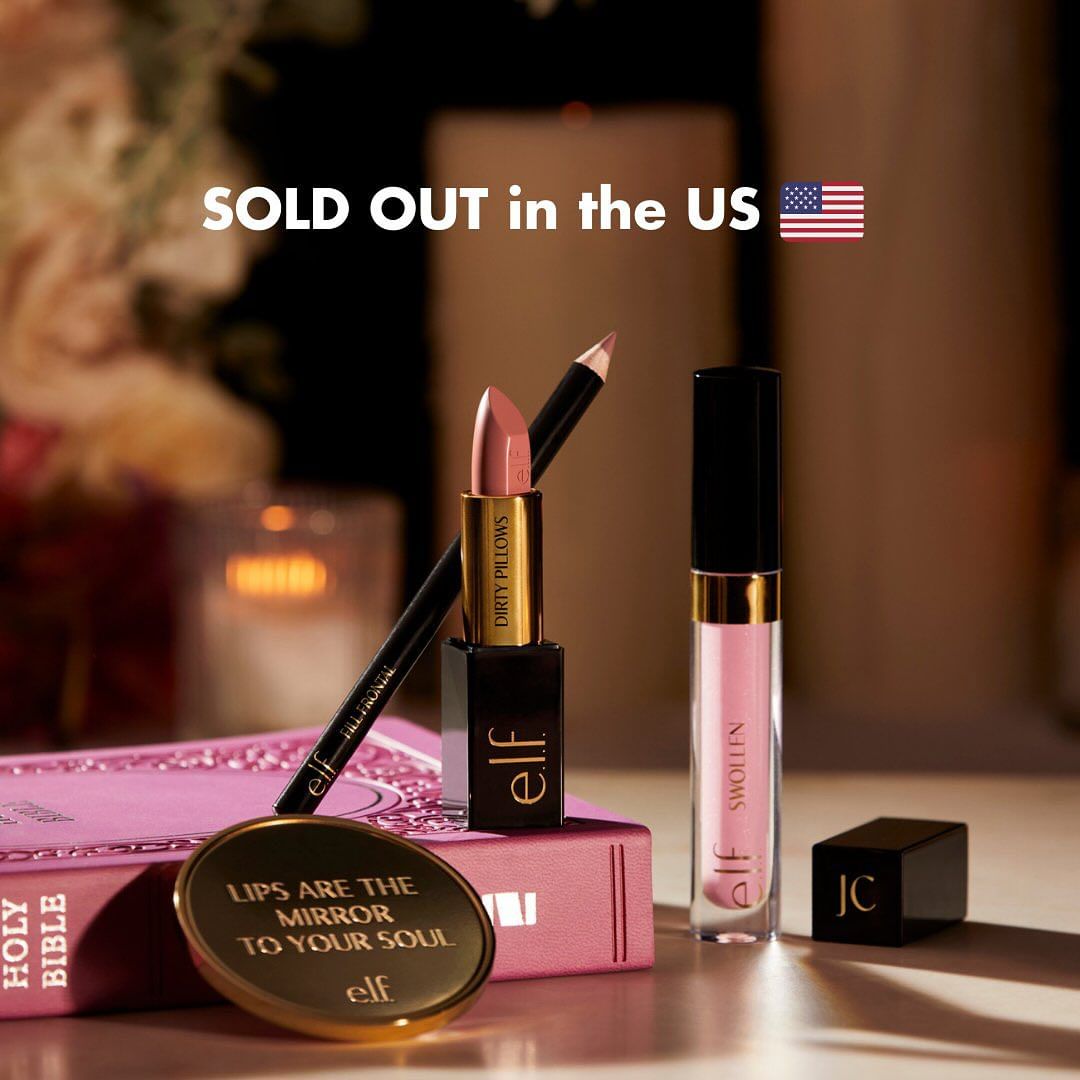 SOLD OUT in the US 🇺🇸
e.l.f.
DIRTY PILLOWS
FILL FRONTAL
e.l.f.
e.l.f.
SWOLLEN
e.l.f.
JC
HOLY
BIBLE
LIPS ARE THE
MIRROR
TO YOUR SOUL
e.l.f.